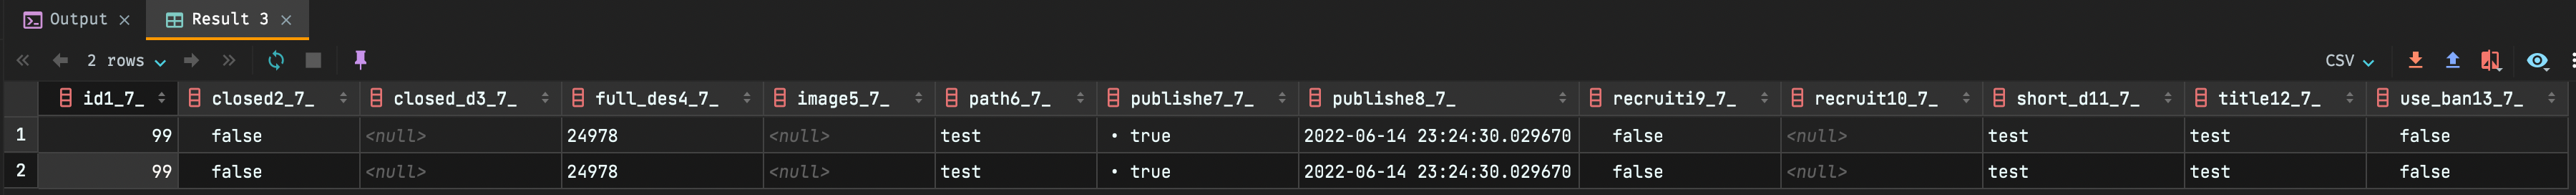 Output × Result 3 ×
2 rows CSV
id1_7_ closed2_7_ closed_d3_7_ full_des4_7_ image5_7_ path6_7_ publishe7_7_ publishe8_7_ recruiti9_7_ recruit10_7_ short_d11_7_ title12_7_ use_ban13_7_
1 99 false <null> 24978 <null> test • true 2022-06-14 23:24:30.029670 false <null> test test false
2 99 false <null> 24978 <null> test • true 2022-06-14 23:24:30.029670 false <null> test test false